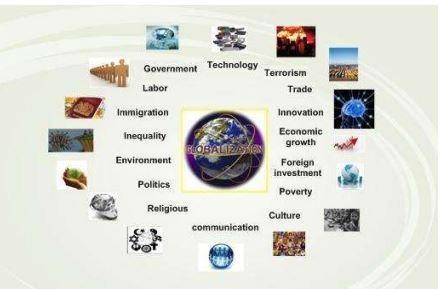 Government
Technology
Terrorism
Labor
Trade
Immigration
Innovation
Inequality
Economic
growth
GLOBALIZATION
Environment
Foreign
investment
Politics
Poverty
Religious
Culture
communication